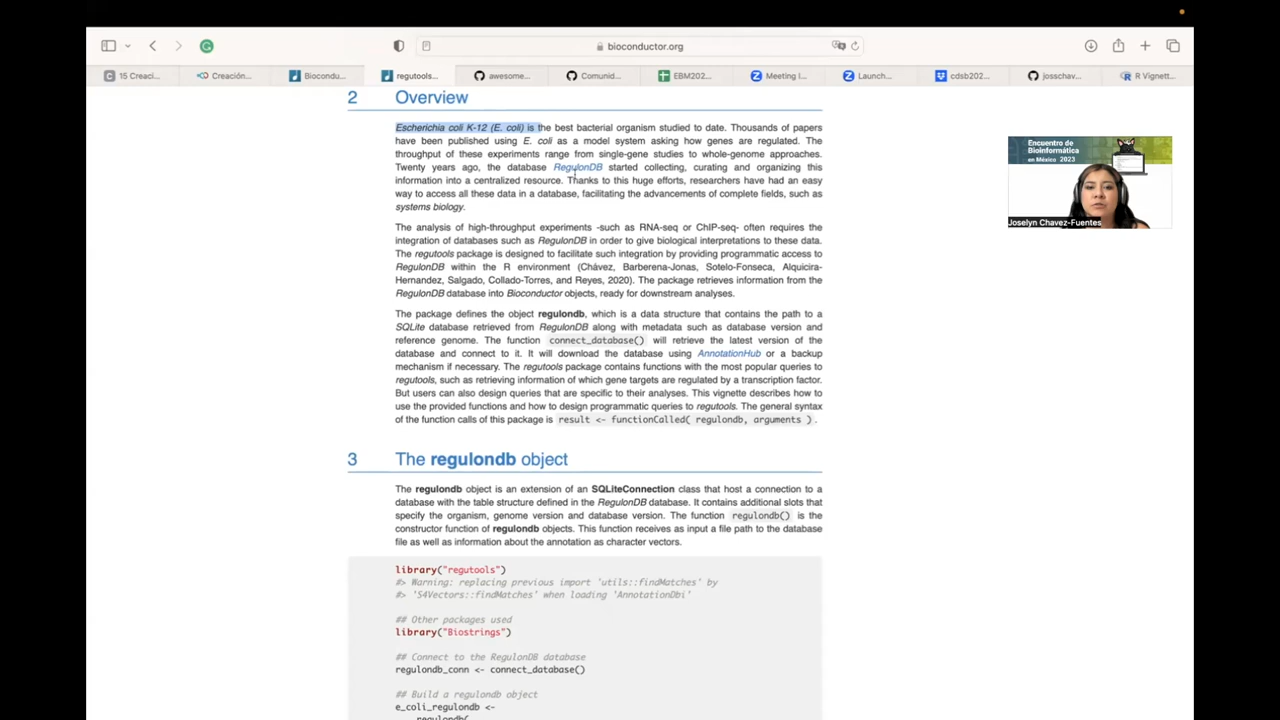 bioconductor.org
15 Creaci...
Creación...
Biocondu...
regutools...
awesome...
Comunid...
EBM202...
Meeting I...
Launch...
cdsb202...
josschav...
R Vignett...
2 Overview
Escherichia coli K-12 (E. coli) is the best bacterial organism studied to date. Thousands of papers
have been published using E. coli as a model system asking how genes are regulated. The
throughput of these experiments range from single-gene studies to whole-genome approaches.
Twenty years ago, the database RegulonDB started collecting, curating and organizing this
information into a centralized resource. Thanks to this huge efforts, researchers have had an easy
way to access all these data in a database, facilitating the advancements of complete fields, such as
systems biology.
The analysis of high-throughput experiments -such as RNA-seq or ChIP-seq- often requires the
integration of databases such as RegulonDB in order to give biological interpretations to these data.
The regutools package is designed to facilitate such integration by providing programmatic access to
RegulonDB within the R environment (Chávez, Barberena-Jonas, Sotelo-Fonseca, Alquicira-
Hernandez, Salgado, Collado-Torres, and Reyes, 2020). The package retrieves information from the
RegulonDB database into Bioconductor objects, ready for downstream analyses.
The package defines the object regulondb, which is a data structure that contains the path to a
SQLite database retrieved from RegulonDB along with metadata such as database version and
reference genome. The function connect_database() will retrieve the latest version of the
database and connect to it. It will download the database using AnnotationHub or a backup
mechanism if necessary. The regutools package contains functions with the most popular queries to
regutools, such as retrieving information of which gene targets are regulated by a transcription factor.
But users can also design queries that are specific to their analyses. This vignette describes how to
use the provided functions and how to design programmatic queries to regutools. The general syntax
of the function calls of this package is result <- functionCalled( regulondb, arguments ).
3 The regulondb object
The regulondb object is an extension of an SQLiteConnection class that host a connection to a
database with the table structure defined in the RegulonDB database. It contains additional slots that
specify the organism, genome version and database version. The function regulondb() is the
constructor function of regulondb objects. This function receives as input a file path to the database
file as well as information about the annotation as character vectors.
library("regutools")
#> Warning: replacing previous import 'utils::findMatches' by
#> 'S4Vectors::findMatches' when loading 'AnnotationDbi'
## Other packages used
library("Biostrings")
## Connect to the RegulonDB database
regulondb_conn <- connect_database()
## Build a regulondb object
e_coli_regulondb <-
regulondb(
Encuentro de
Bioinformática
en México 2023
Joselyn Chavez-Fuentes